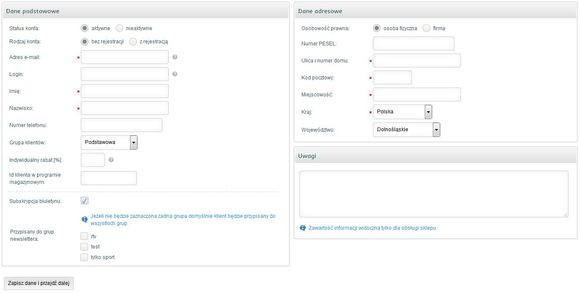 Dane podstawowe
Status konta:
aktywne
nieaktywne
Rodzaj konta:
bez rejestracji
z rejestracją
Adres e-mail:
Login:
Imię:
Nazwisko:
Numer telefonu:
Grupa klientów:
Podstawowa
Indywidualny rabat [%]:
Id klienta w programie
magazynowym:
Subskrypcja biuletynu:
Jeżeli nie będzie zaznaczona żadna grupa domyślnie klient będzie przypisany do
wszystkich grup
Przypisany do grup
newslettera:
rtv
test
tylko sport
Zapisz dane i przejdź dalej
Dane adresowe
Osobowość prawna:
osoba fizyczna
firma
Numer PESEL:
Ulica i numer domu:
Kod pocztowy:
Miejscowość:
Kraj:
Polska
Województwo:
Dolnośląskie
Uwagi
Zawartość informacji widoczna tylko dla obsługi sklepu